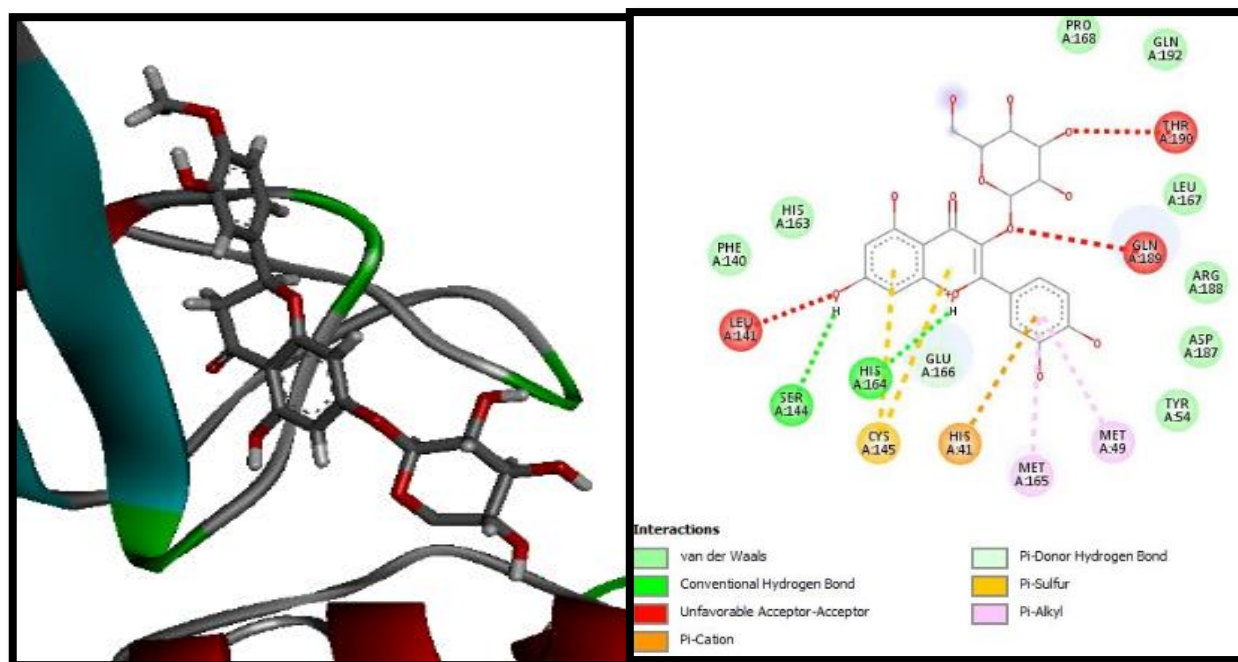 PRO
A:168
GLN
A:192
THR
A:190
LEU
A:167
HIS
A:163
PHE
A:140
GLN
A:189
ARG
A:188
LEU
A:141
ASP
A:187
GLU
A:166
HIS
A:164
SER
A:144
TYR
A:54
CYS
A:145
HIS
A:41
MET
A:49
MET
A:165
O
O
O
O
O
O
O
O
O
O
H
O+
H
O
O
Interactions
van der Waals
Conventional Hydrogen Bond
Unfavorable Acceptor-Acceptor
Pi-Cation
Pi-Donor Hydrogen Bond
Pi-Sulfur
Pi-Alkyl